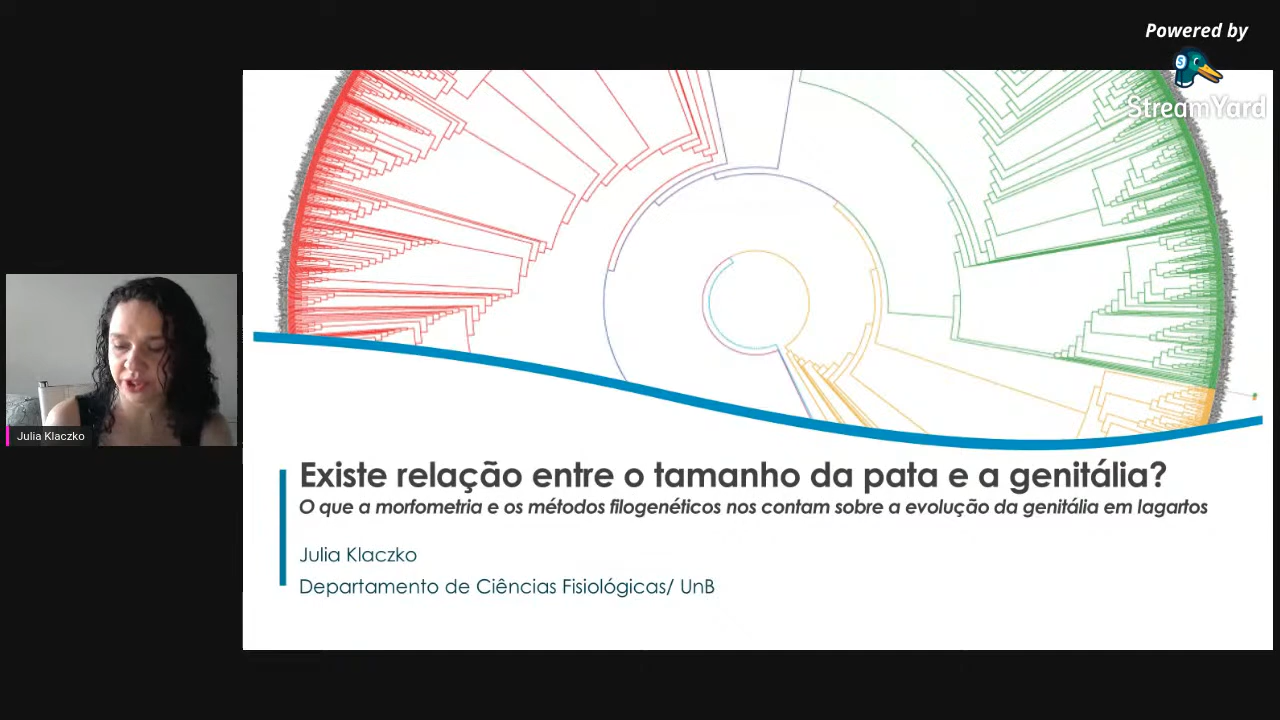 Powered by
StreamYard
Julia Klaczko
Existe relação entre o tamanho da pata e a genitália?
O que a morfometria e os métodos filogenéticos nos contam sobre a evolução da genitália em lagartos
Julia Klaczko
Departamento de Ciências Fisiológicas/ UnB